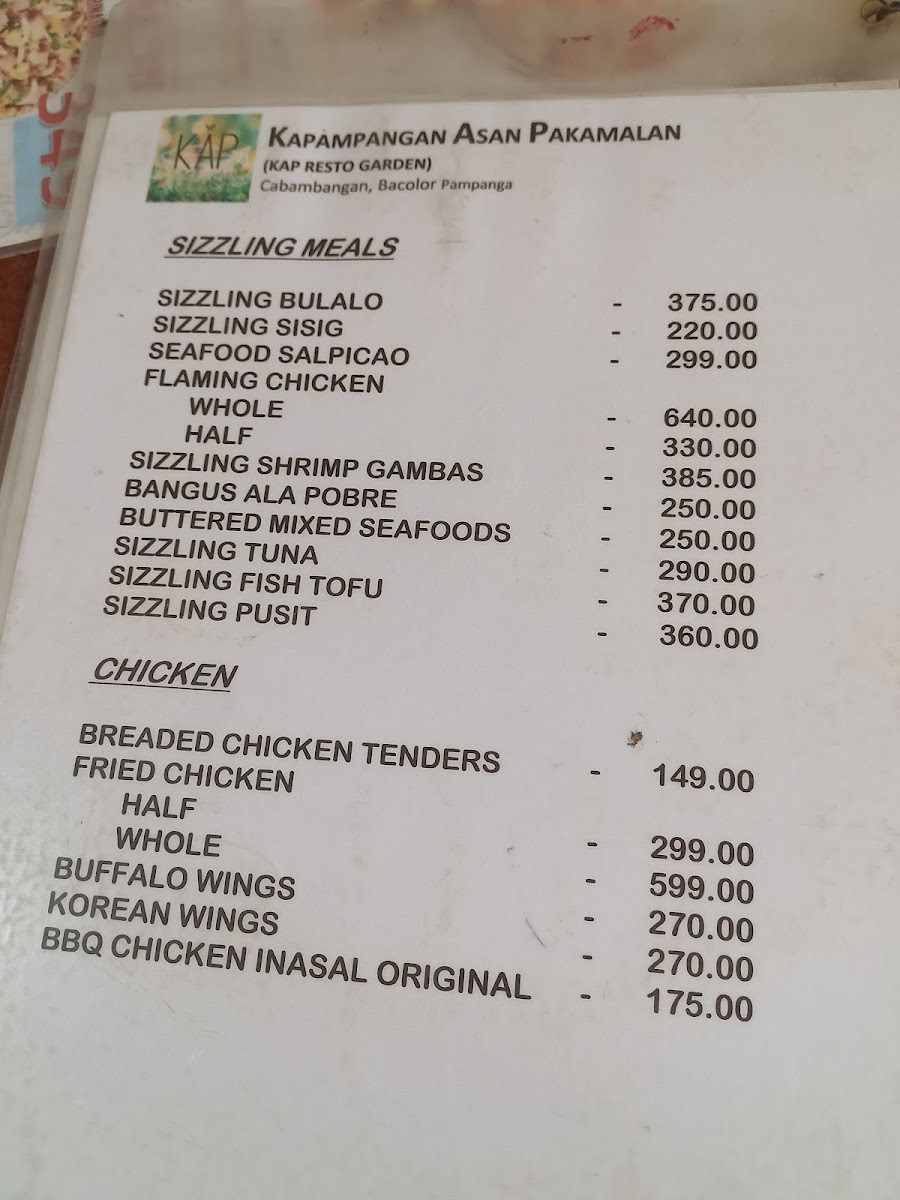 KAP
KAPAMPANGAN ASAN PAKAMALAN
(KAP RESTO GARDEN)
Cabambangan, Bacolor Pampanga
SIZZLING MEALS
SIZZLING BULALO - 375.00
SIZZLING SISIG - 220.00
SEAFOOD SALPICAO - 299.00
FLAMING CHICKEN
WHOLE - 640.00
HALF - 330.00
SIZZLING SHRIMP GAMBAS - 385.00
BANGUS ALA POBRE - 250.00
BUTTERED MIXED SEAFOODS - 250.00
SIZZLING TUNA - 290.00
SIZZLING FISH TOFU - 370.00
SIZZLING PUSIT - 360.00
CHICKEN
BREADED CHICKEN TENDERS - 149.00
FRIED CHICKEN
HALF - 299.00
WHOLE - 599.00
BUFFALO WINGS - 270.00
KOREAN WINGS - 270.00
BBQ CHICKEN INASAL ORIGINAL - 175.00